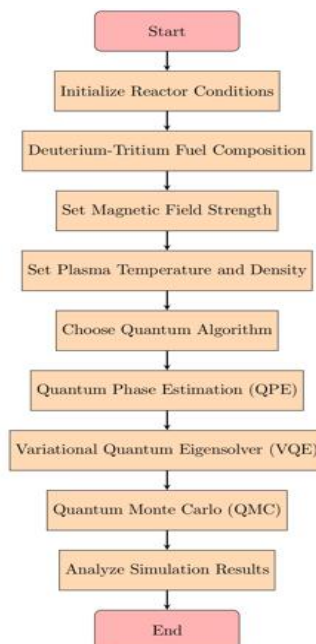 Start
Initialize Reactor Conditions
Deuterium-Tritium Fuel Composition
Set Magnetic Field Strength
Set Plasma Temperature and Density
Choose Quantum Algorithm
Quantum Phase Estimation (QPE)
Variational Quantum Eigensolver (VQE)
Quantum Monte Carlo (QMC)
Analyze Simulation Results
End